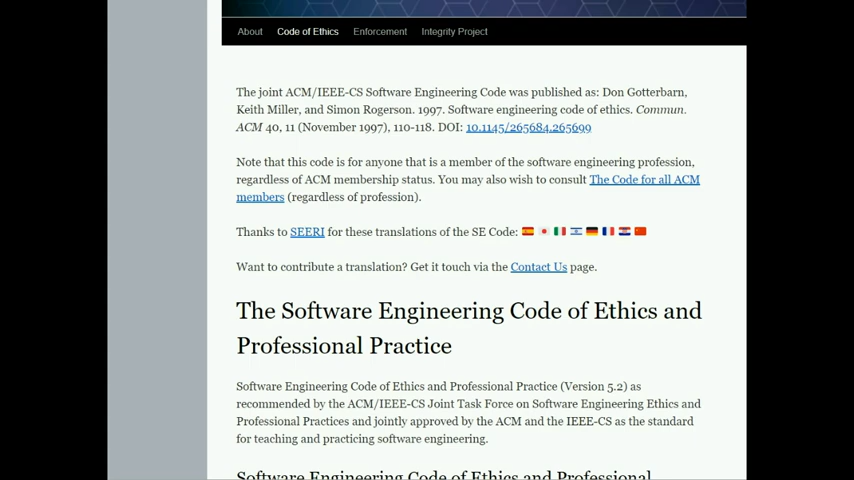 About Code of Ethics Enforcement Integrity Project
The joint ACM/IEEE-CS Software Engineering Code was published as: Don Gotterbarn,
Keith Miller, and Simon Rogerson. 1997. Software engineering code of ethics. Commun.
ACM 40, 11 (November 1997), 110-118. DOI: 10.1145/265684.265699
Note that this code is for anyone that is a member of the software engineering profession,
regardless of ACM membership status. You may also wish to consult The Code for all ACM
members (regardless of profession).
Thanks to SEERI for these translations of the SE Code:
Want to contribute a translation? Get it touch via the Contact Us page.
The Software Engineering Code of Ethics and
Professional Practice
Software Engineering Code of Ethics and Professional Practice (Version 5.2) as
recommended by the ACM/IEEE-CS Joint Task Force on Software Engineering Ethics and
Professional Practices and jointly approved by the ACM and the IEEE-CS as the standard
for teaching and practicing software engineering.
Software Engineering Code of Ethics and Professional